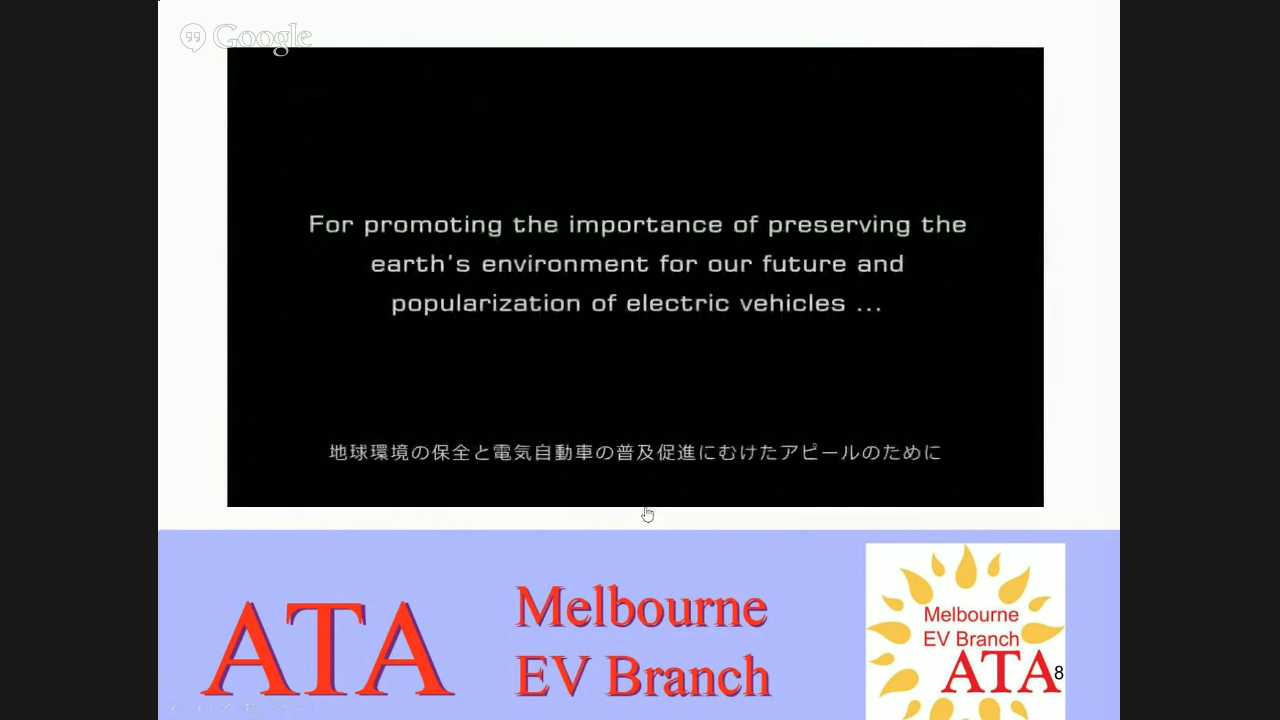 Google
For promoting the importance of preserving the
earth's environment for our future and
popularization of electric vehicles ...
地球環境の保全と電気自動車の普及促進にむけたアピールのために
ATA
Melbourne
EV Branch
Melbourne
EV Branch
ATA
8